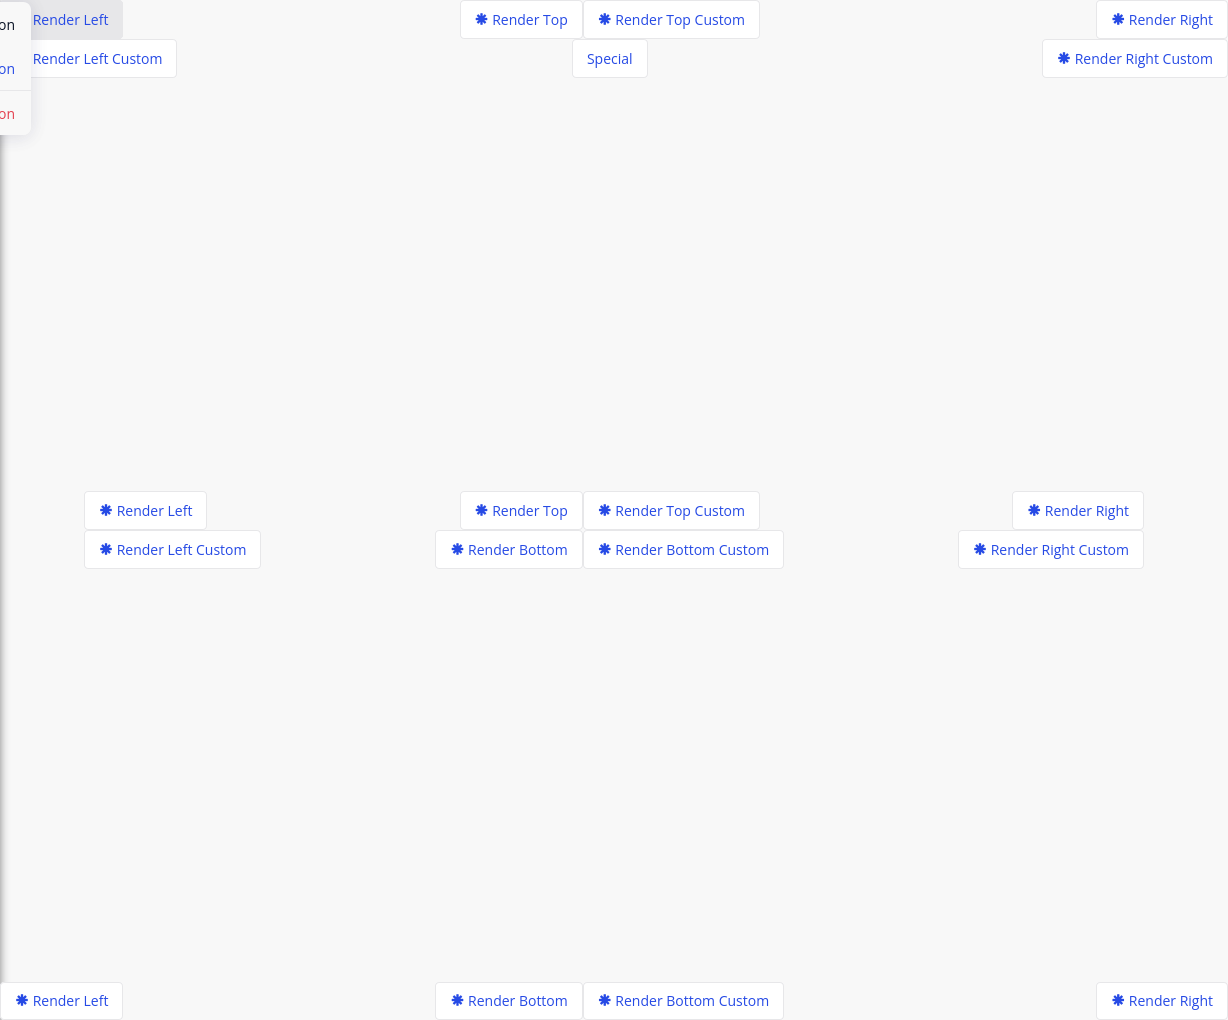 on Render Left Render Top Render Top Custom Render Right
Render Left Custom Special Render Right Custom
on
on
Render Left Render Top Render Top Custom Render Right
Render Left Custom Render Bottom Render Bottom Custom Render Right Custom
Render Left Render Bottom Render Bottom Custom Render Right